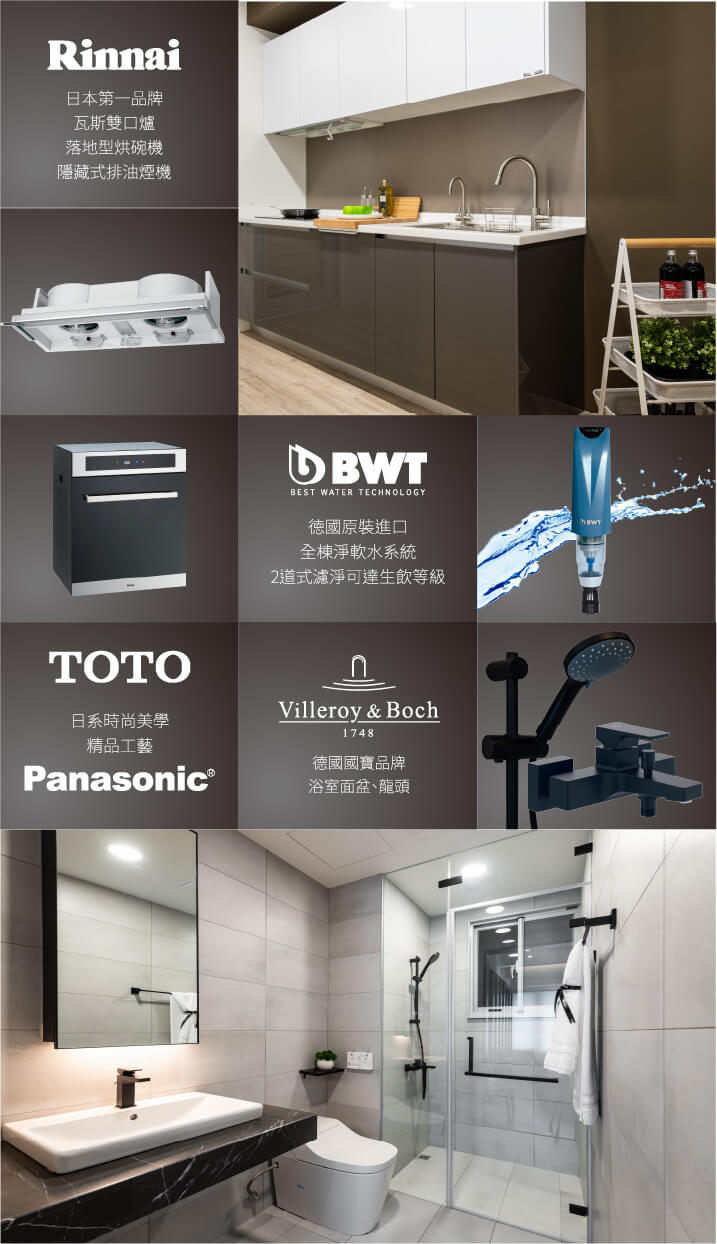 Rinnai
日本第一品牌
瓦斯雙口爐
落地型烘碗機
隱藏式排油煙機
BWT
BEST WATER TECHNOLOGY
德國原裝進口
全棟淨軟水系統
2道式濾淨可達生飲等級
BWT
TOTO
日系時尚美學
精品工藝
Panasonic®
Villeroy & Boch
1748
德國國寶品牌
浴室面盆、龍頭